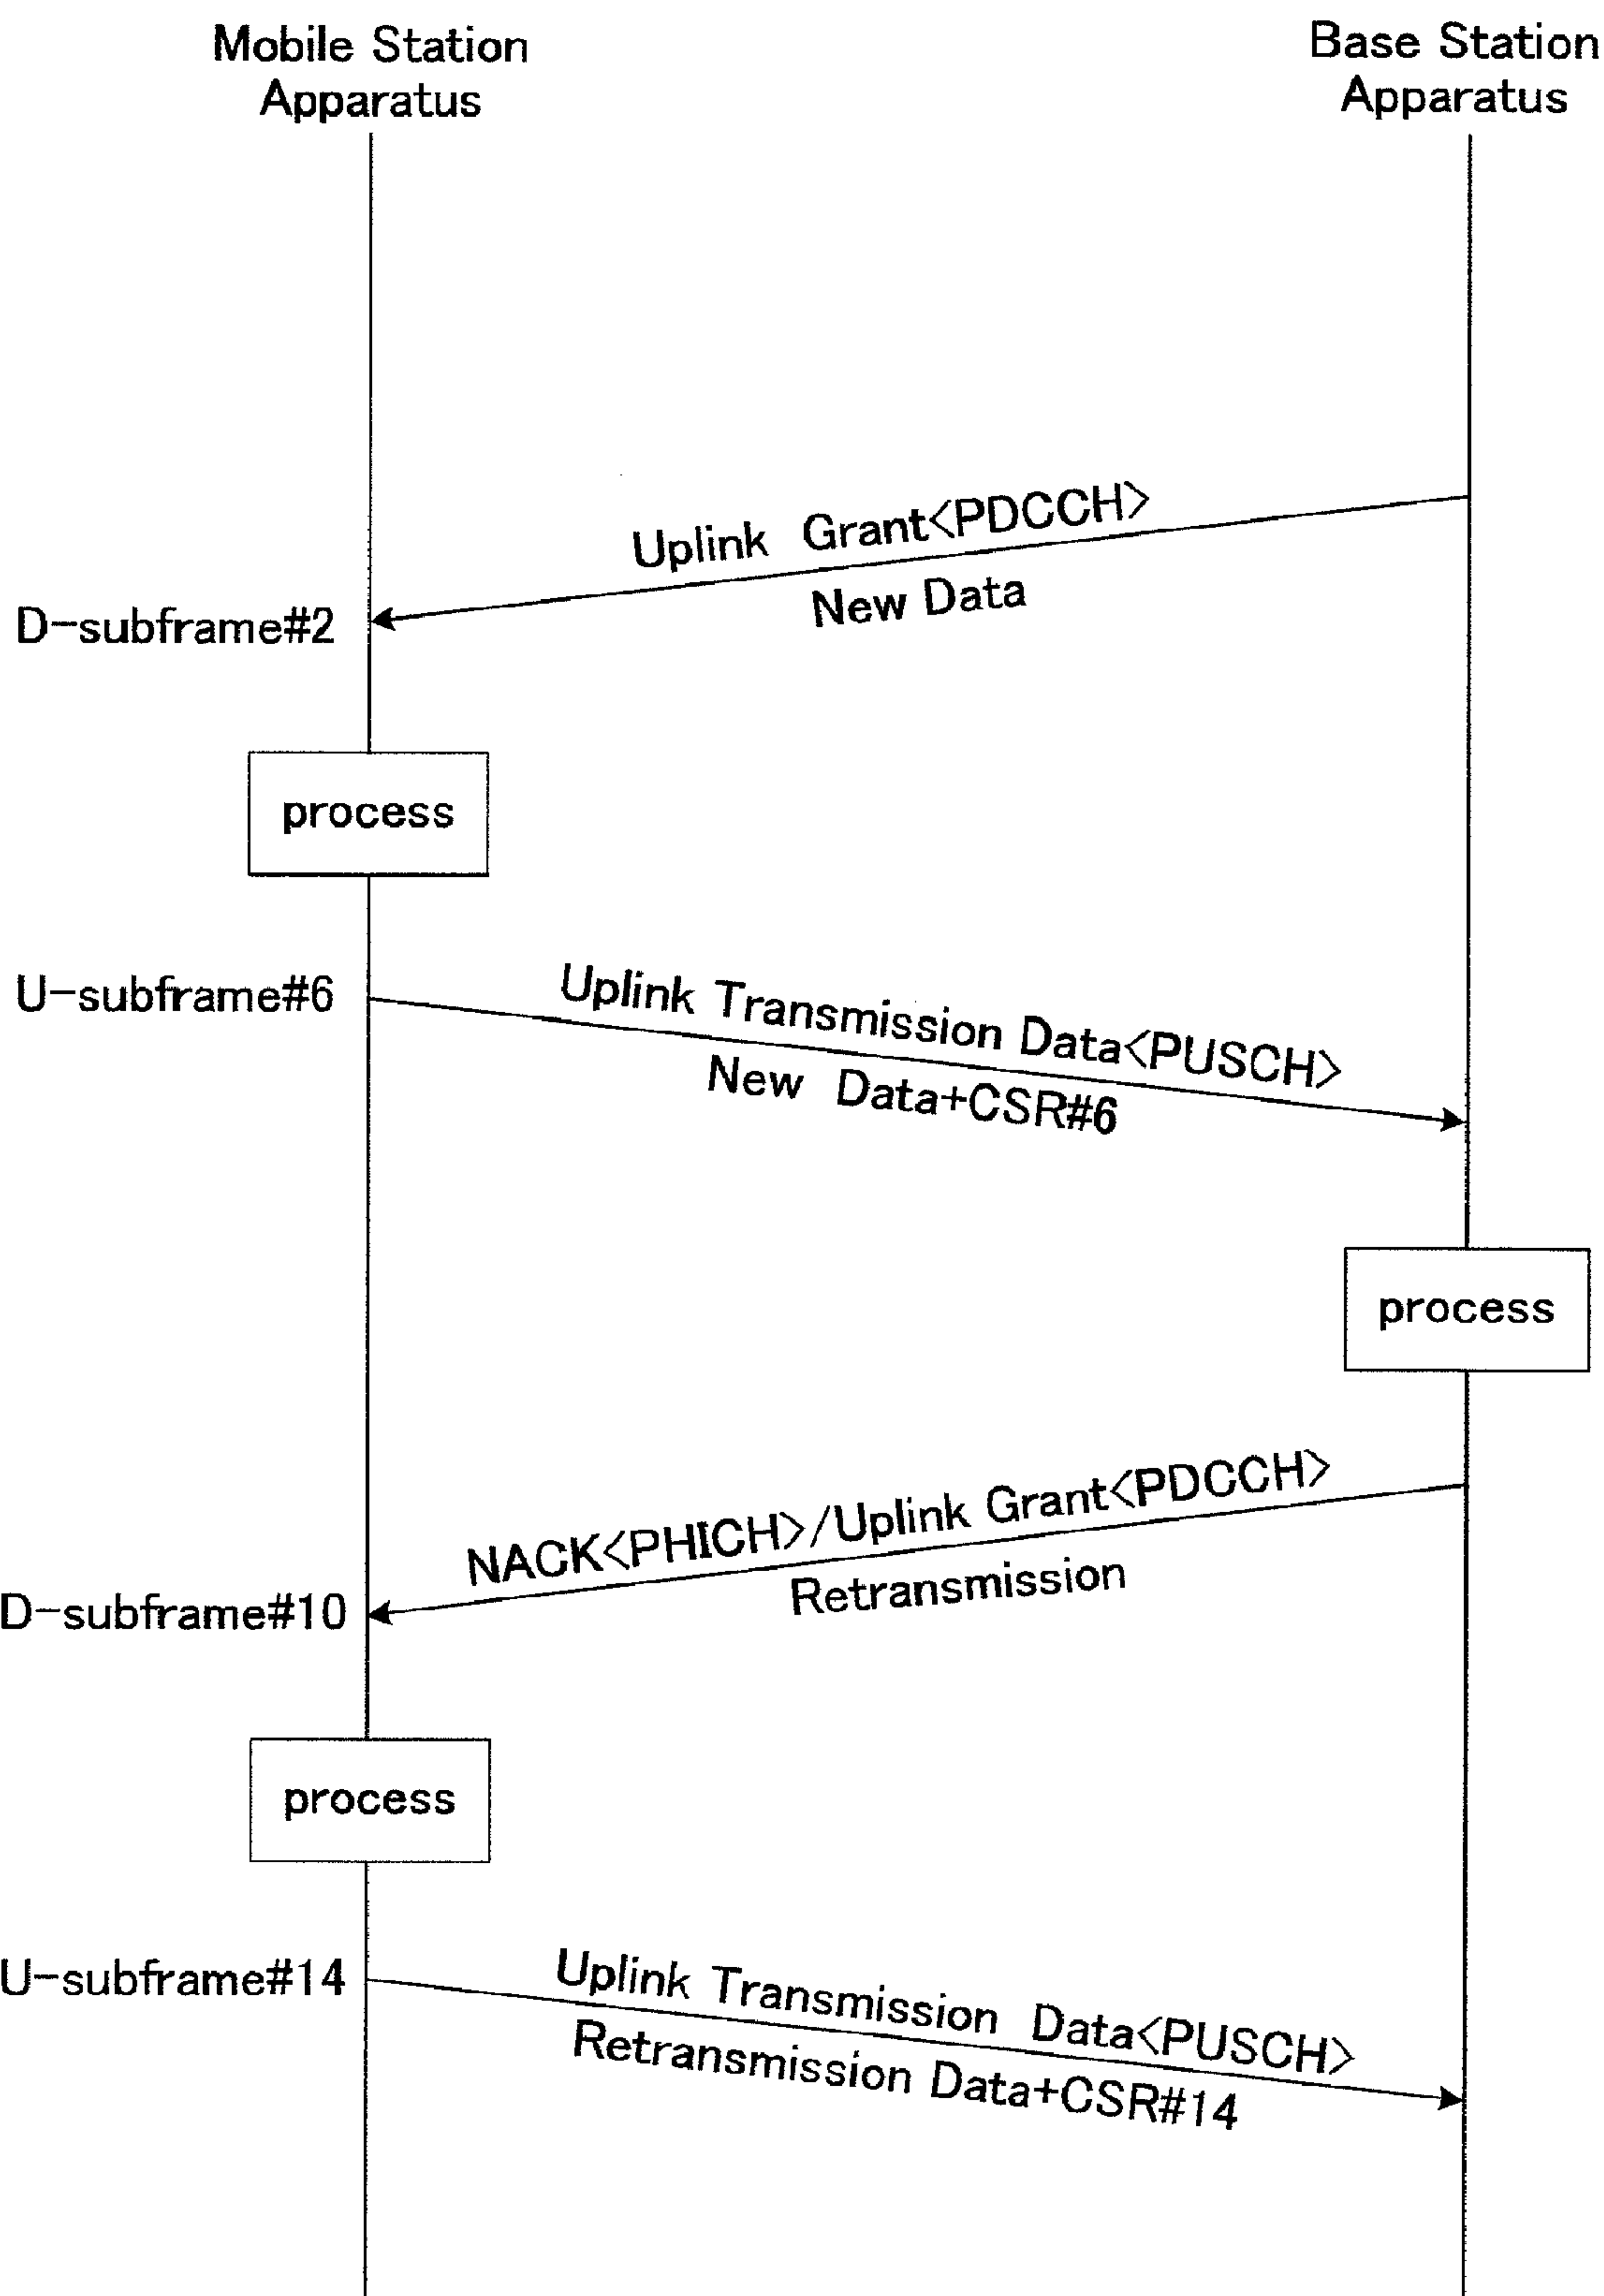 Mobile Station
Apparatus
Base Station
Apparatus
Uplink Grant<PDCCH>
New Data
D-subframe#2
process
U-subframe#6
Uplink Transmission Data<PUSCH>
New Data+CSR#6
process
NACK<PHICH>/Uplink Grant<PDCCH>
Retransmission
D-subframe#10
process
U-subframe#14
Uplink Transmission Data<PUSCH>
Retransmission Data+CSR#14